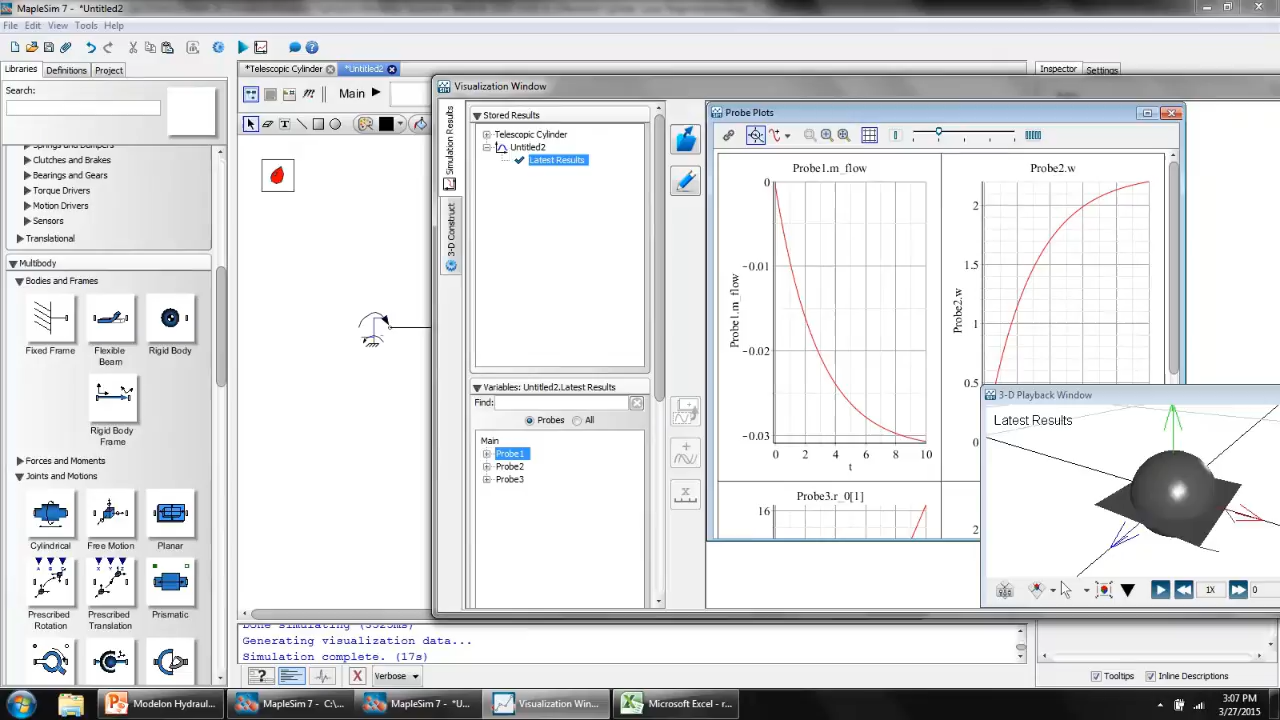 MapleSim 7 - *Untitled2
File Edit View Tools Help
Libraries Definitions Project
Search:
Clutches and Brakes
Bearings and Gears
Torque Drivers
Motion Drivers
Sensors
Translational
Multibody
Bodies and Frames
Fixed Frame
Flexible Beam
Rigid Body
Rigid Body Frame
Forces and Moments
Joints and Motions
Cylindrical
Free Motion
Planar
Prescribed Rotation
Prescribed Translation
Prismatic
*Telescopic Cylinder *Untitled2
Main
Inspector Settings
Visualization Window
Simulation Results
3-D Construct
Stored Results
Telescopic Cylinder
Untitled2
Latest Results
Variables: Untitled2.Latest Results
Find:
Probes All
Main
Probe1
Probe2
Probe3
Probe Plots
Probe1.m_flow
0
-0.01
-0.02
-0.03
Probe1.m_flow
0 2 4 6 8 10
t
Probe2.w
2
1.5
1
0.5
0
Probe2.w
Probe3.r_0[1]
16
2
3-D Playback Window
Latest Results
1X
0
Generating visualization data...
Simulation complete. (17s)
Verbose
Tooltips Inline Descriptions
Modelon Hydraul...
MapleSim 7 - C:\...
MapleSim 7 - *U...
Visualization Win...
Microsoft Excel - r...
3:07 PM
3/27/2015